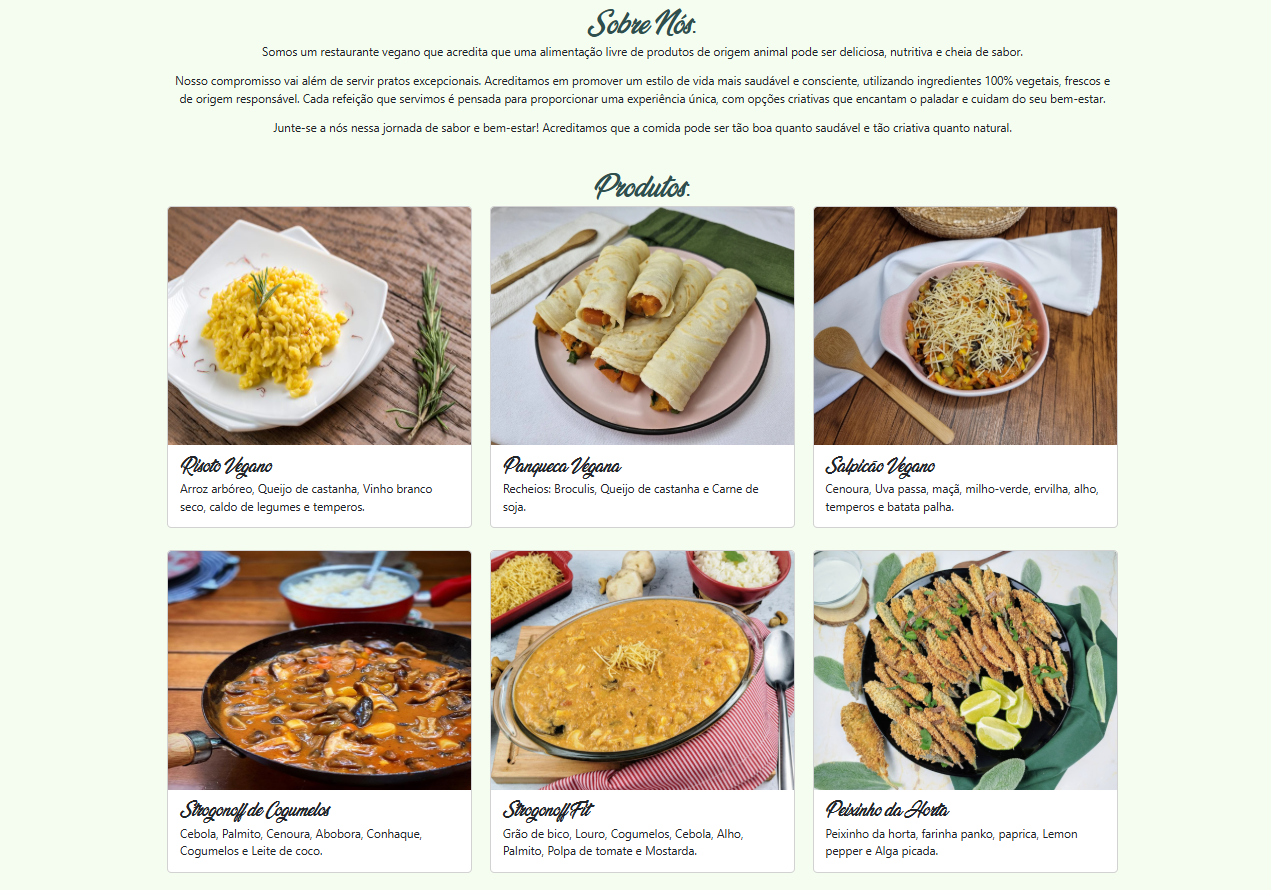 Sobre Nós.
Somos um restaurante vegano que acredita que uma alimentação livre de produtos de origem animal pode ser deliciosa, nutritiva e cheia de sabor.
Nosso compromisso vai além de servir pratos excepcionais. Acreditamos em promover um estilo de vida mais saudável e consciente, utilizando ingredientes 100% vegetais, frescos e
de origem responsável. Cada refeição que servimos é pensada para proporcionar uma experiência única, com opções criativas que encantam o paladar e cuidam do seu bem-estar.
Junte-se a nós nessa jornada de sabor e bem-estar! Acreditamos que a comida pode ser tão boa quanto saudável e tão criativa quanto natural.
Produtos.
Risoto Vegano
Arroz arbóreo, Queijo de castanha, Vinho branco
seco, caldo de legumes e temperos.
Panqueca Vegana
Recheios: Broculis, Queijo de castanha e Carne de
soja.
Salpicão Vegano
Cenoura, Uva passa, maçã, milho-verde, ervilha, alho,
temperos e batata palha.
Strogonoff de Cogumelos
Cebola, Palmito, Cenoura, Abobora, Conhaque,
Cogumelos e Leite de coco.
Strogonoff Fit
Grão de bico, Louro, Cogumelos, Cebola, Alho,
Palmito, Polpa de tomate e Mostarda.
Peixinho da Horta
Peixinho da horta, farinha panko, paprica, Lemon
pepper e Alga picada.